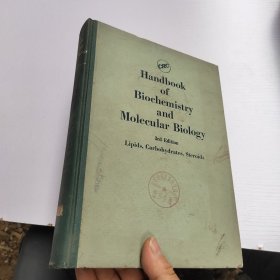 CRC
Handbook
of
Biochemistry
and
Molecular Biology
3rd Edition
Lipids, Carbohydrates, Steroids